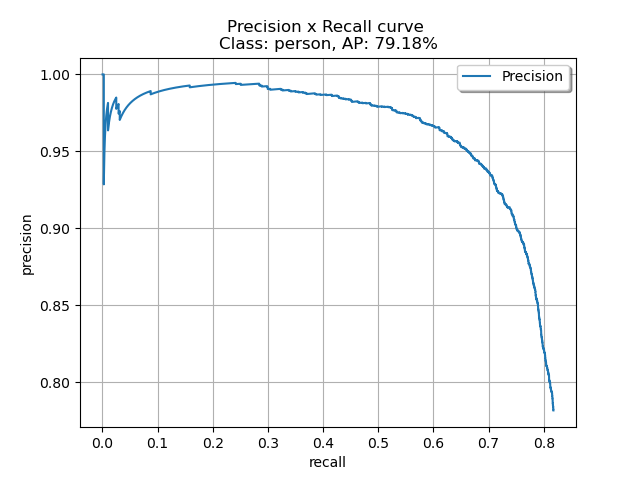 Precision x Recall curve
Class: person, AP: 79.18%
Precision
1.00
0.95
0.90
0.85
0.80
precision
0.0 0.1 0.2 0.3 0.4 0.5 0.6 0.7 0.8
recall